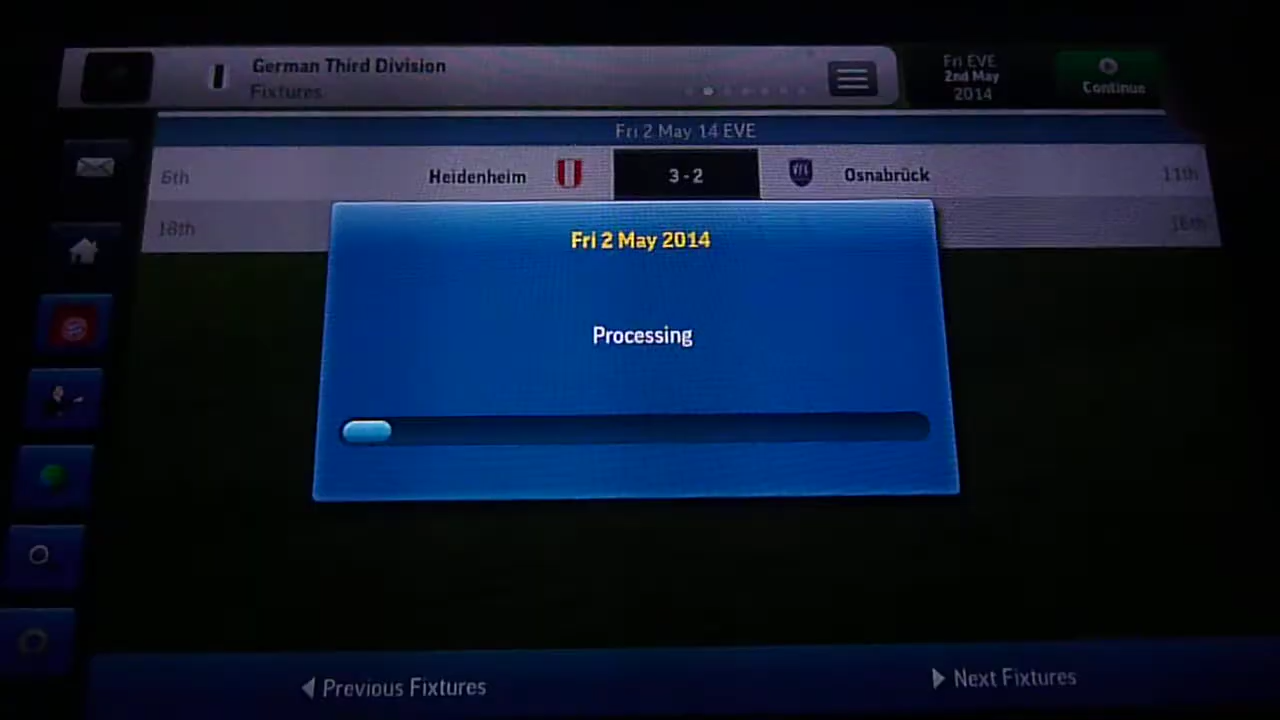 German Third Division
Fixtures
Fri EVE
2nd May
2014
Continue
Fri 2 May 14 EVE
6th Heidenheim 3 - 2 Osnabrück 11th
18th 16th
Fri 2 May 2014
Processing
Previous Fixtures
Next Fixtures